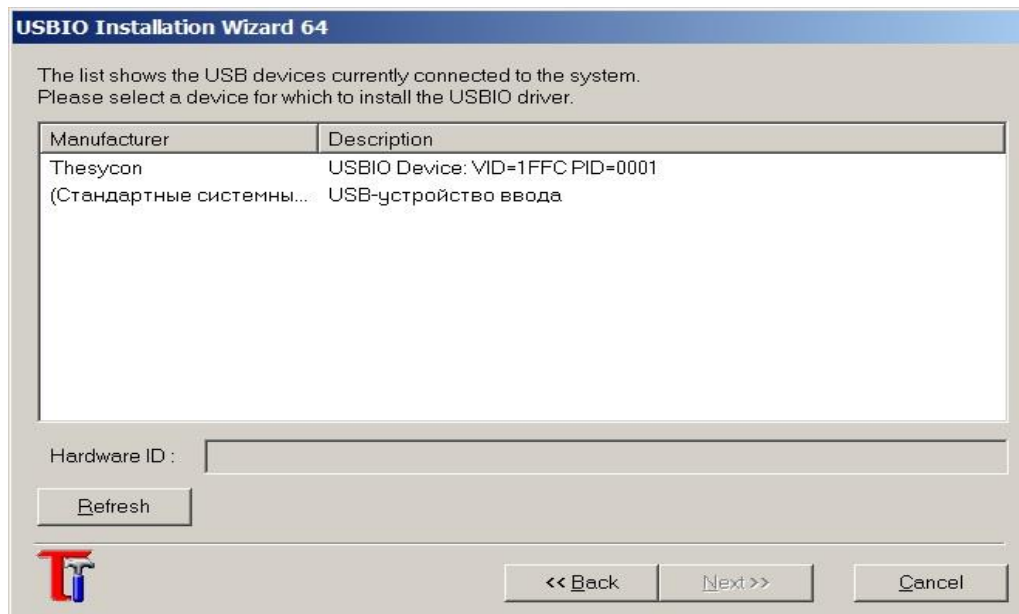 USBIO Installation Wizard 64
The list shows the USB devices currently connected to the system.
Please select a device for which to install the USBIO driver.
Manufacturer Description
Thesycon USBIO Device: VID=1FFC PID=0001
(Стандартные системны... USB-устройство ввода
Hardware ID :
Refresh
<< Back Next >> Cancel